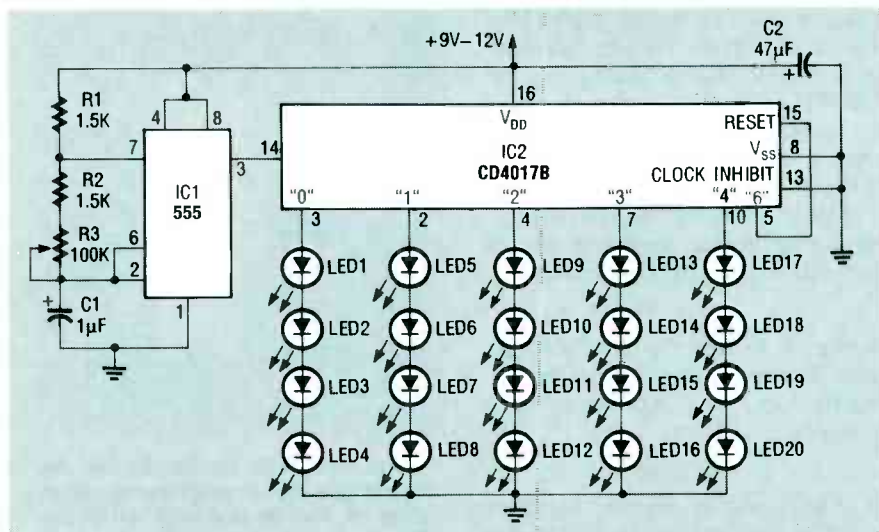 +9V–12V
C2
47µF
+
R1
1.5K
4
8
16
V_DD
RESET
15
7
3
14
IC2
V_SS
8
R2
1.5K
IC1
555
CD4017B
CLOCK INHIBIT
13
"0"
"1"
"2"
"3"
"4"
"6"
3
2
4
7
10
5
R3
100K
6
2
LED1
LED5
LED9
LED13
LED17
+
C1
1µF
1
LED2
LED6
LED10
LED14
LED18
LED3
LED7
LED11
LED15
LED19
LED4
LED8
LED12
LED16
LED20